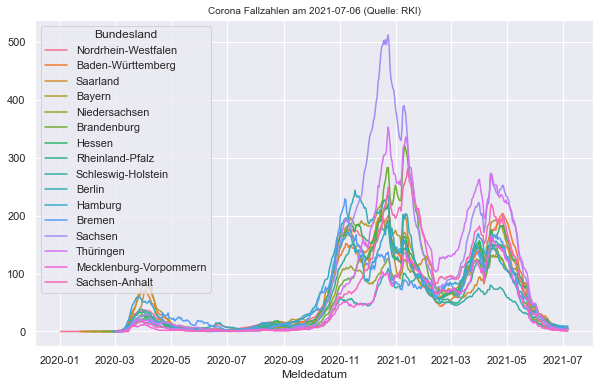 Corona Fallzahlen am 2021-07-06 (Quelle: RKI)
500
400
300
200
100
0
Bundesland
Nordrhein-Westfalen
Baden-Württemberg
Saarland
Bayern
Niedersachsen
Brandenburg
Hessen
Rheinland-Pfalz
Schleswig-Holstein
Berlin
Hamburg
Bremen
Sachsen
Thüringen
Mecklenburg-Vorpommern
Sachsen-Anhalt
2020-01 2020-03 2020-05 2020-07 2020-09 2020-11 2021-01 2021-03 2021-05 2021-07
Meldedatum